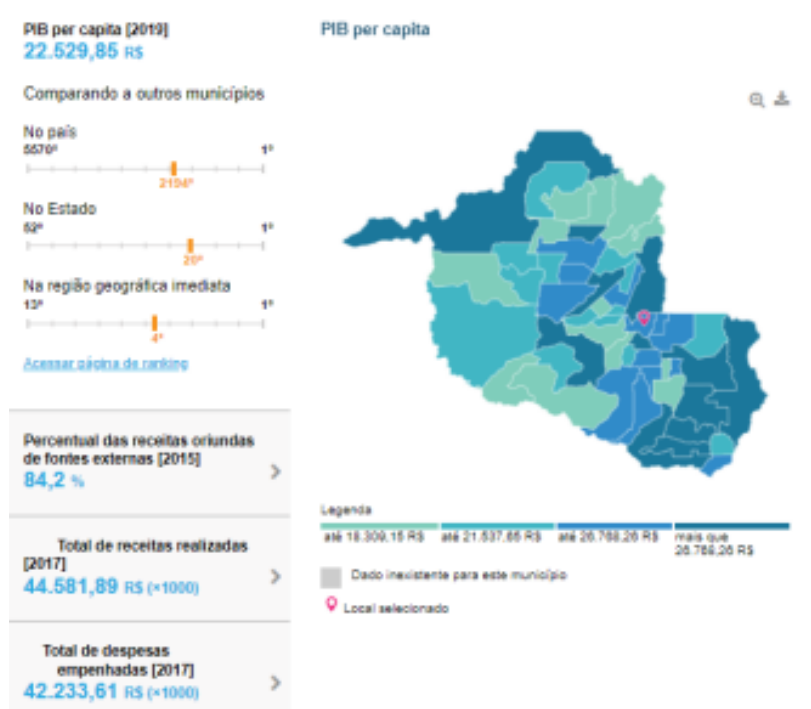 PIB per capita [2019]
22.529,85 R$
Comparando a outros municípios
No país
5570º 1º
2194º
No Estado
52º 1º
20º
Na região geográfica imediata
13º 1º
4º
Acessar página de ranking
Percentual das receitas oriundas
de fontes externas [2015]
84,2 %
Total de receitas realizadas
[2017]
44.581,89 R$ (×1000)
Total de despesas
empenhadas [2017]
42.233,61 R$ (×1000)
PIB per capita
Legenda
até 18.309,15 R$ até 21.537,65 R$ até 26.768,26 R$ mais que
26.768,26 R$
Dado inexistente para este município
Local selecionado